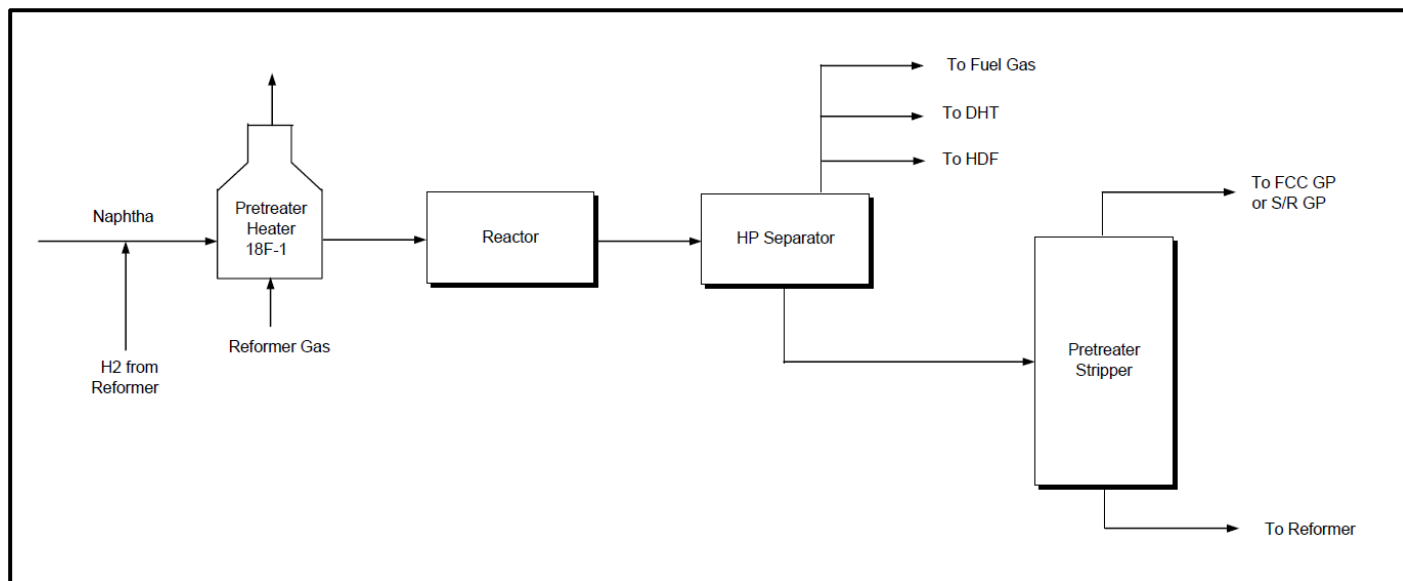 To Fuel Gas
To DHT
To HDF
To FCC GP
or S/R GP
Naphtha
Pretreater
Heater
18F-1
Reactor
HP Separator
Reformer Gas
H2 from
Reformer
Pretreater
Stripper
To Reformer